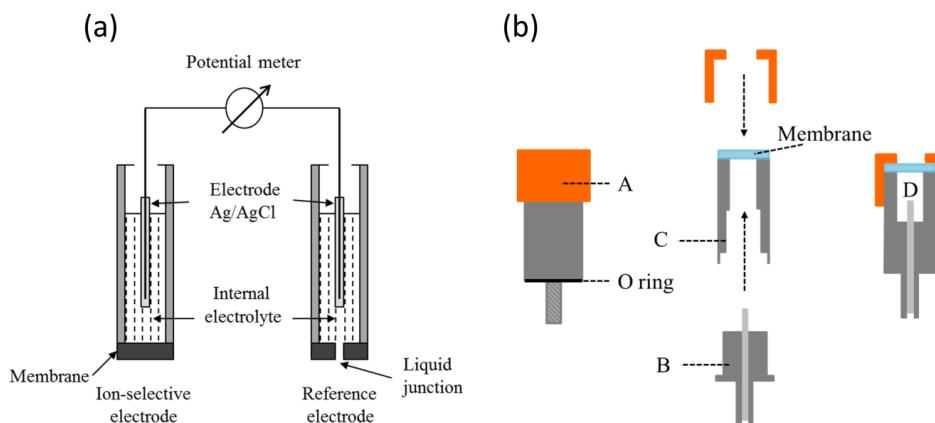 (a)
Potential meter
Electrode
Ag/AgCl
Internal
electrolyte
Membrane
Ion-selective
electrode
Liquid
junction
Reference
electrode
(b)
A
O ring
Membrane
C
B
D